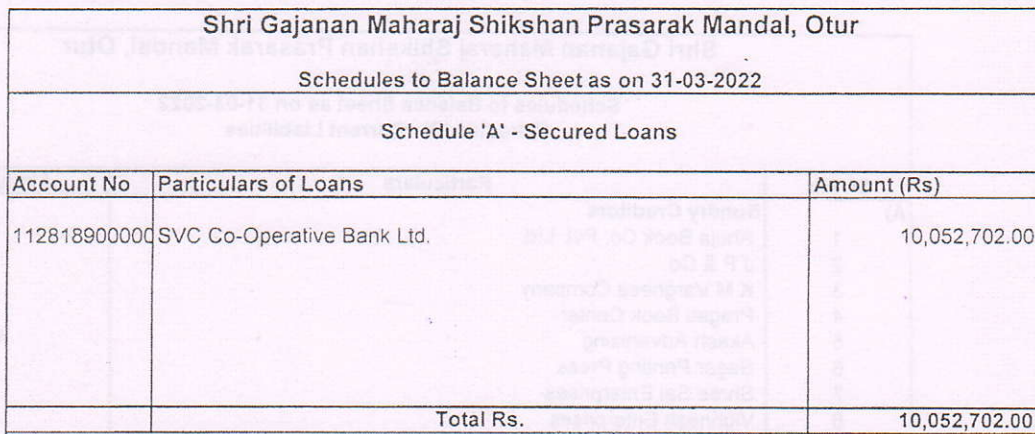 Shri Gajanan Maharaj Shikshan Prasarak Mandal, Otur
Schedules to Balance Sheet as on 31-03-2022
Schedule 'A' - Secured Loans
Account No Particulars of Loans Amount (Rs)
112818900000 SVC Co-Operative Bank Ltd. 10,052,702.00
Total Rs. 10,052,702.00